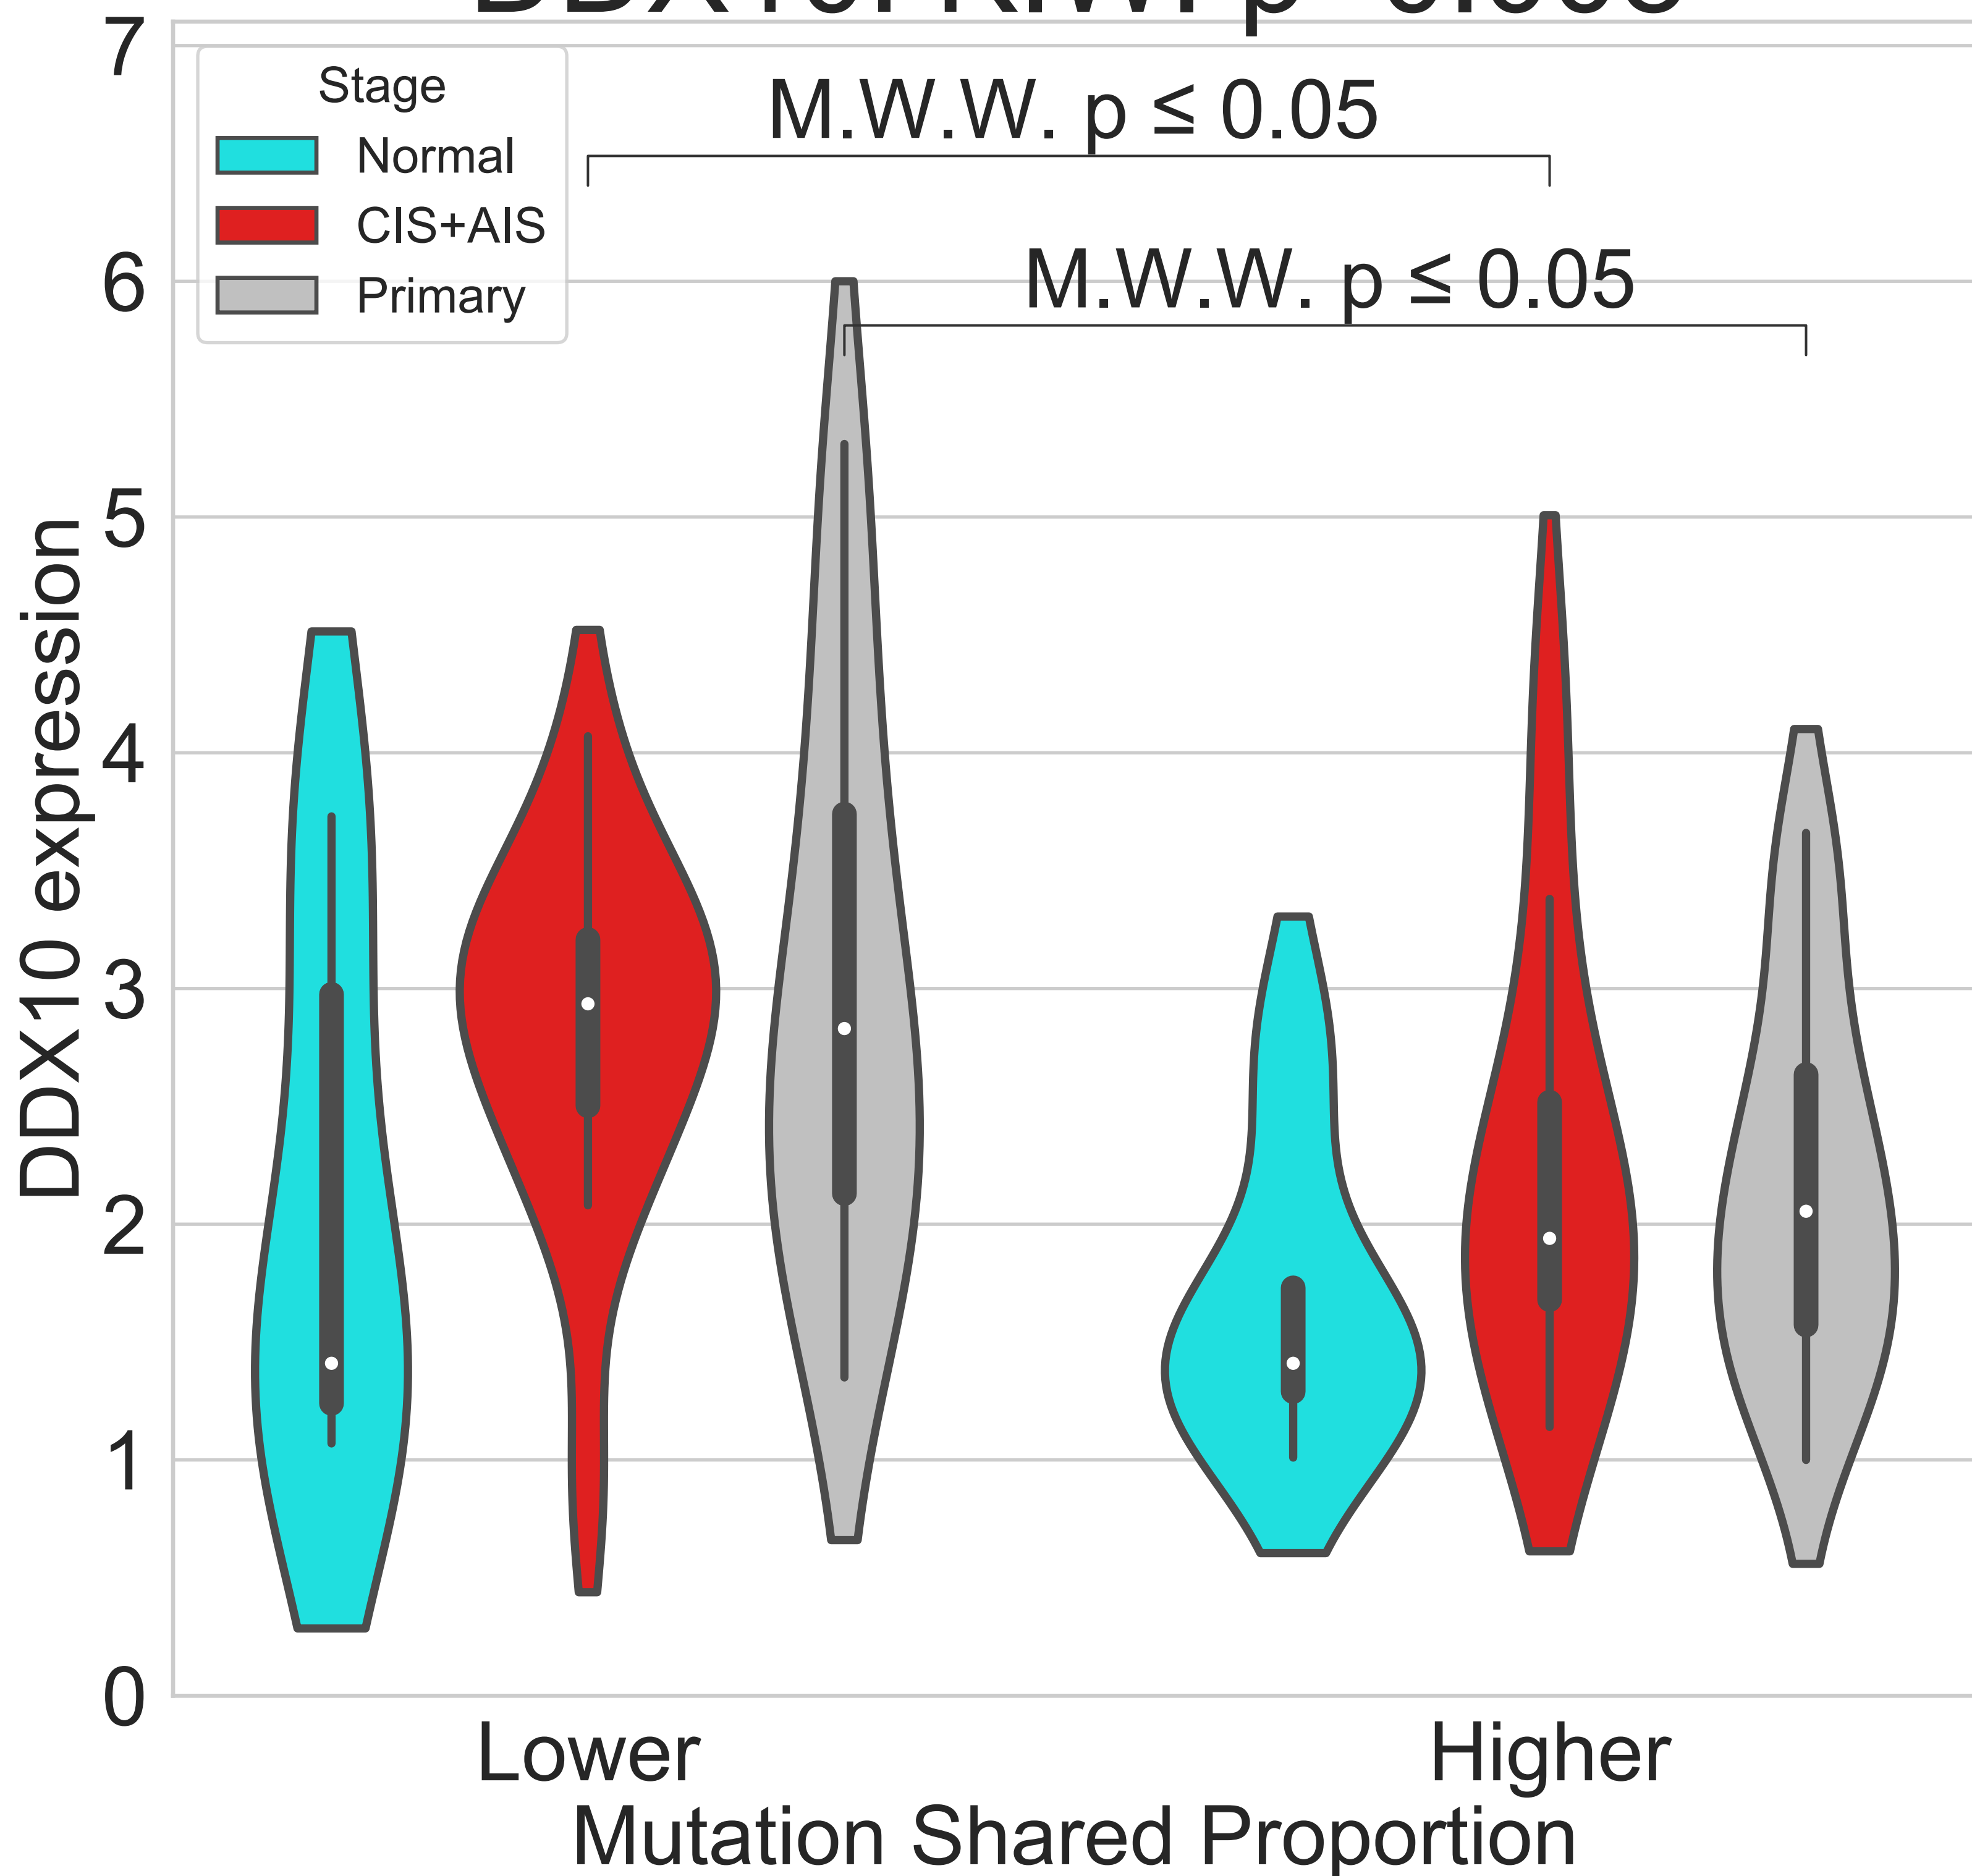 7
Stage
Normal
CIS+AIS
Primary
M.W.W. p ≤ 0.05
M.W.W. p ≤ 0.05
6
5
4
3
2
1
0
DDX10 expression
Lower
Higher
Mutation Shared Proportion